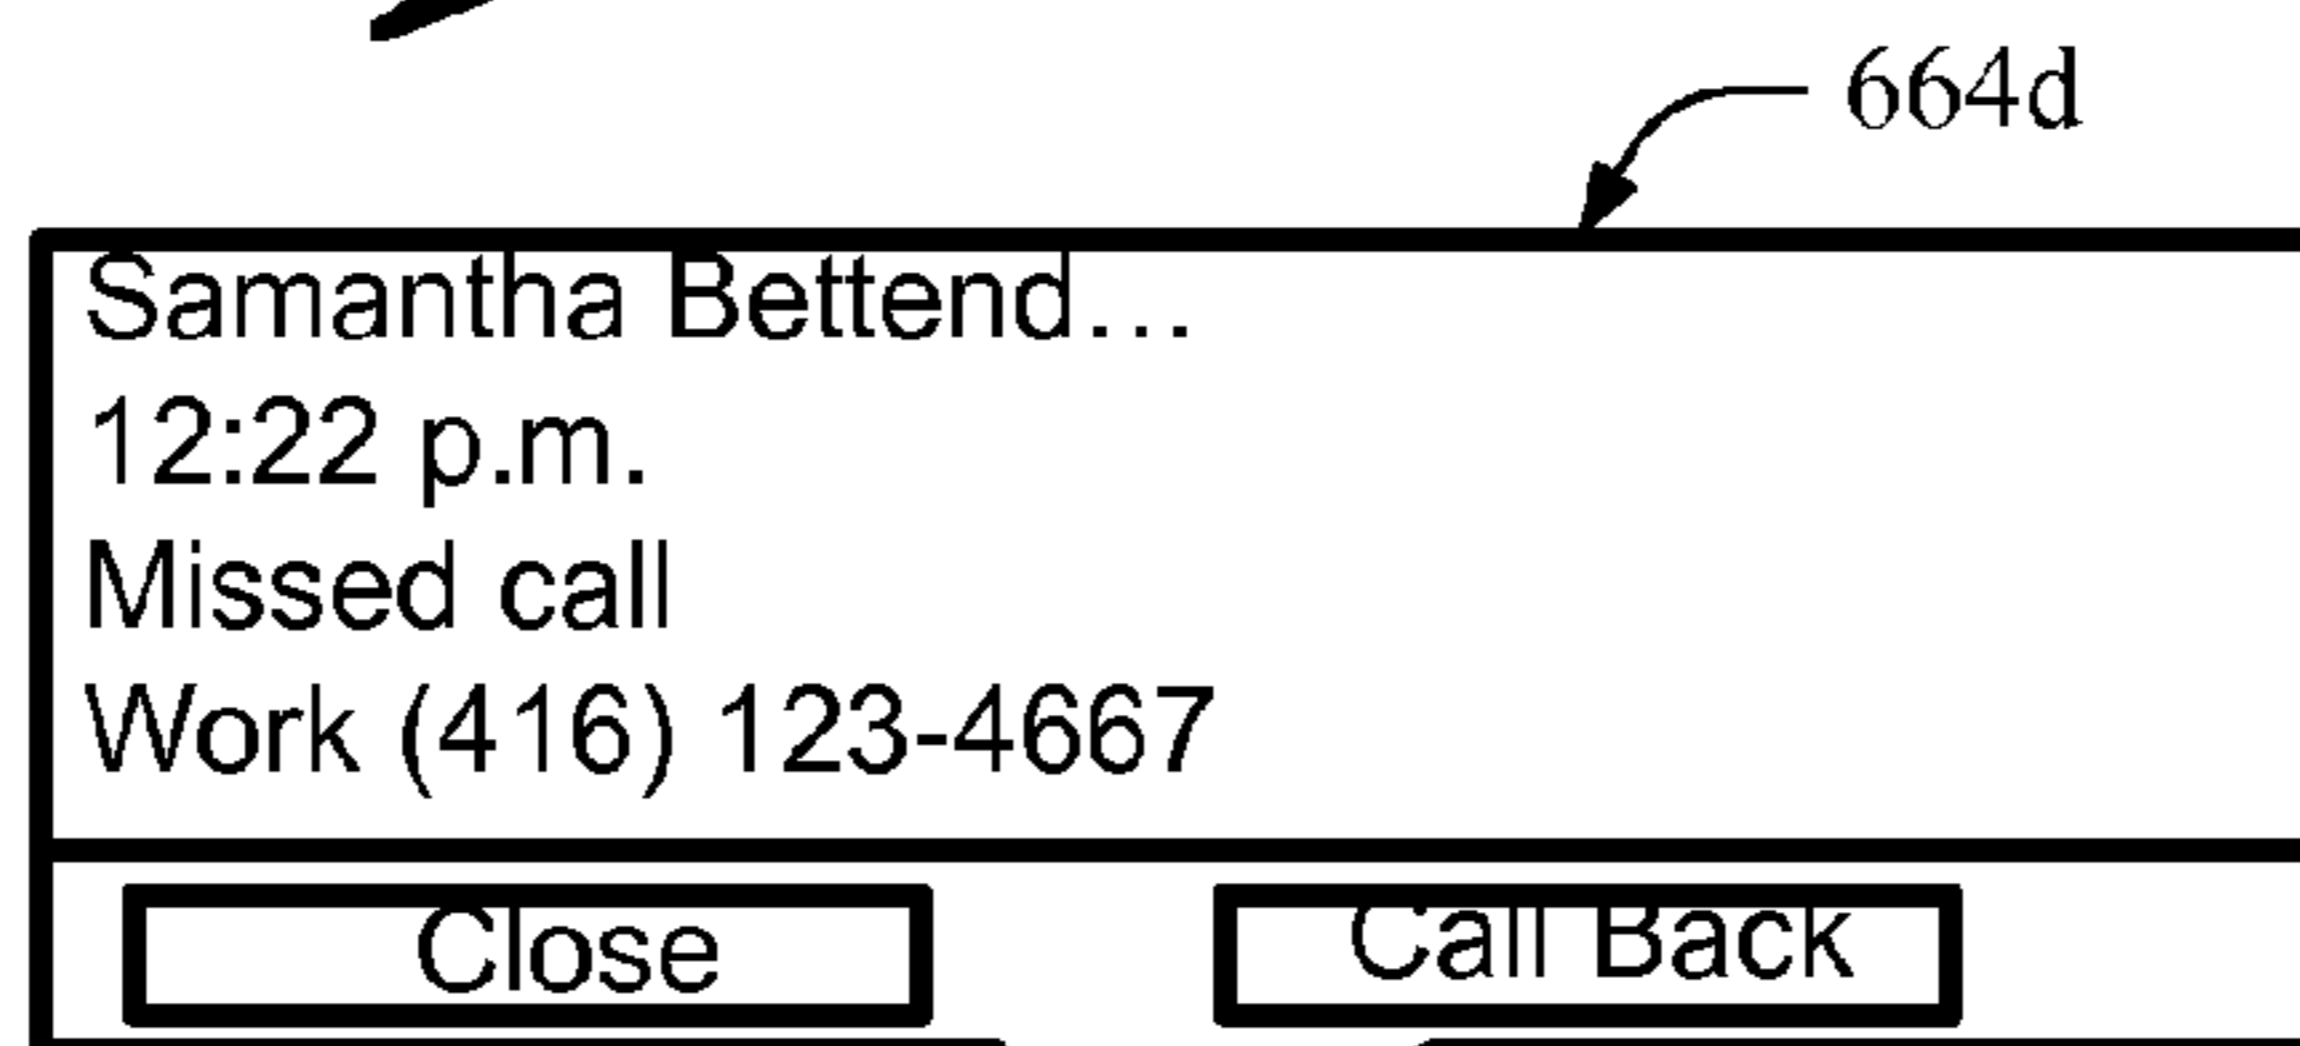 664d
Samantha Bettend...
12:22 p.m.
Missed call
Work (416) 123-4667
Close
Call Back